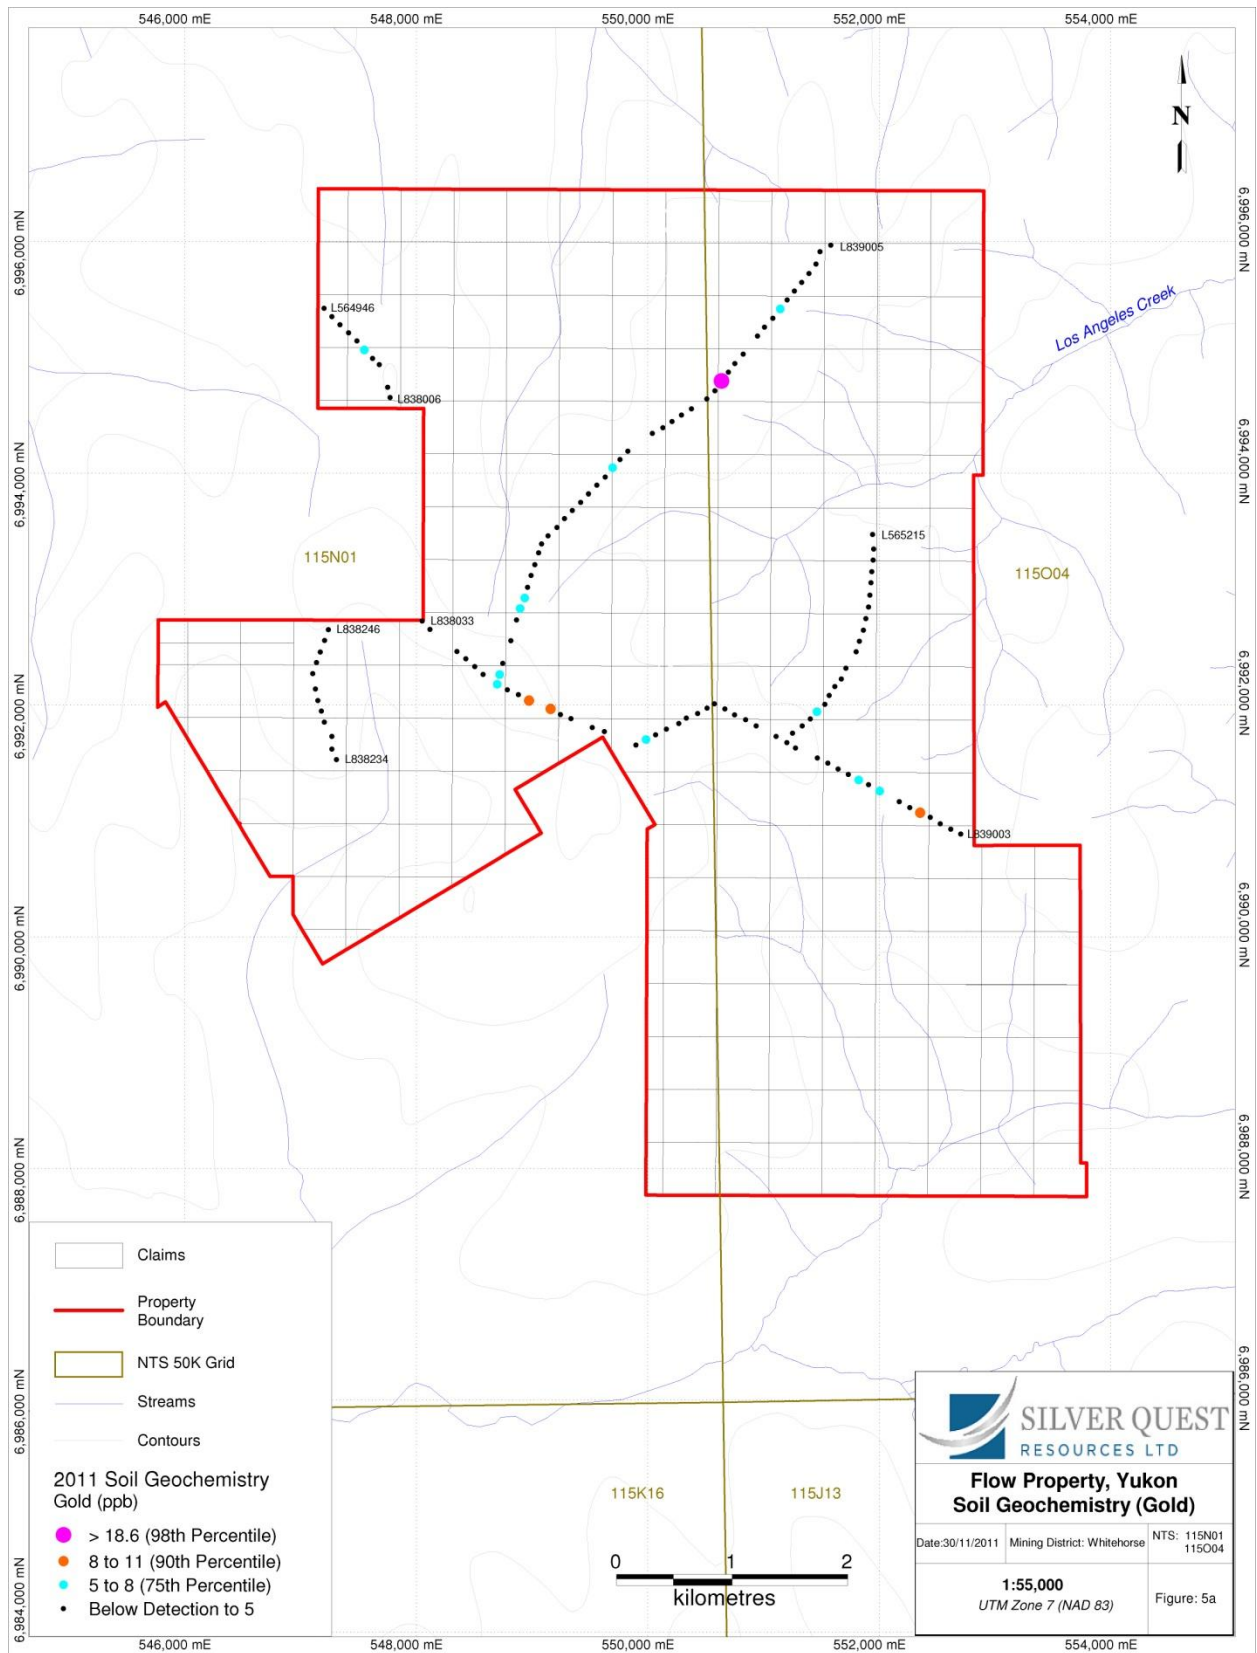 546,000 mE
548,000 mE
550,000 mE
552,000 mE
554,000 mE
N
6,996,000 mN
6,996,000 mN
L839005
Los Angeles Creek
L564946
L838006
6,994,000 mN
6,994,000 mN
L565215
115N01
115O04
L838246
L838033
6,992,000 mN
6,992,000 mN
L838234
L839003
6,990,000 mN
6,990,000 mN
6,988,000 mN
6,988,000 mN
6,986,000 mN
6,986,000 mN
6,984,000 mN
Claims
Property
Boundary
NTS 50K Grid
Streams
Contours
2011 Soil Geochemistry
Gold (ppb)
> 18.6 (98th Percentile)
8 to 11 (90th Percentile)
5 to 8 (75th Percentile)
Below Detection to 5
115K16
115J13
0 1 2
kilometres
SILVER QUEST
RESOURCES LTD
Flow Property, Yukon
Soil Geochemistry (Gold)
Date:30/11/2011
Mining District: Whitehorse
NTS: 115N01
115O04
1:55,000
UTM Zone 7 (NAD 83)
Figure: 5a
546,000 mE
548,000 mE
550,000 mE
552,000 mE
554,000 mE